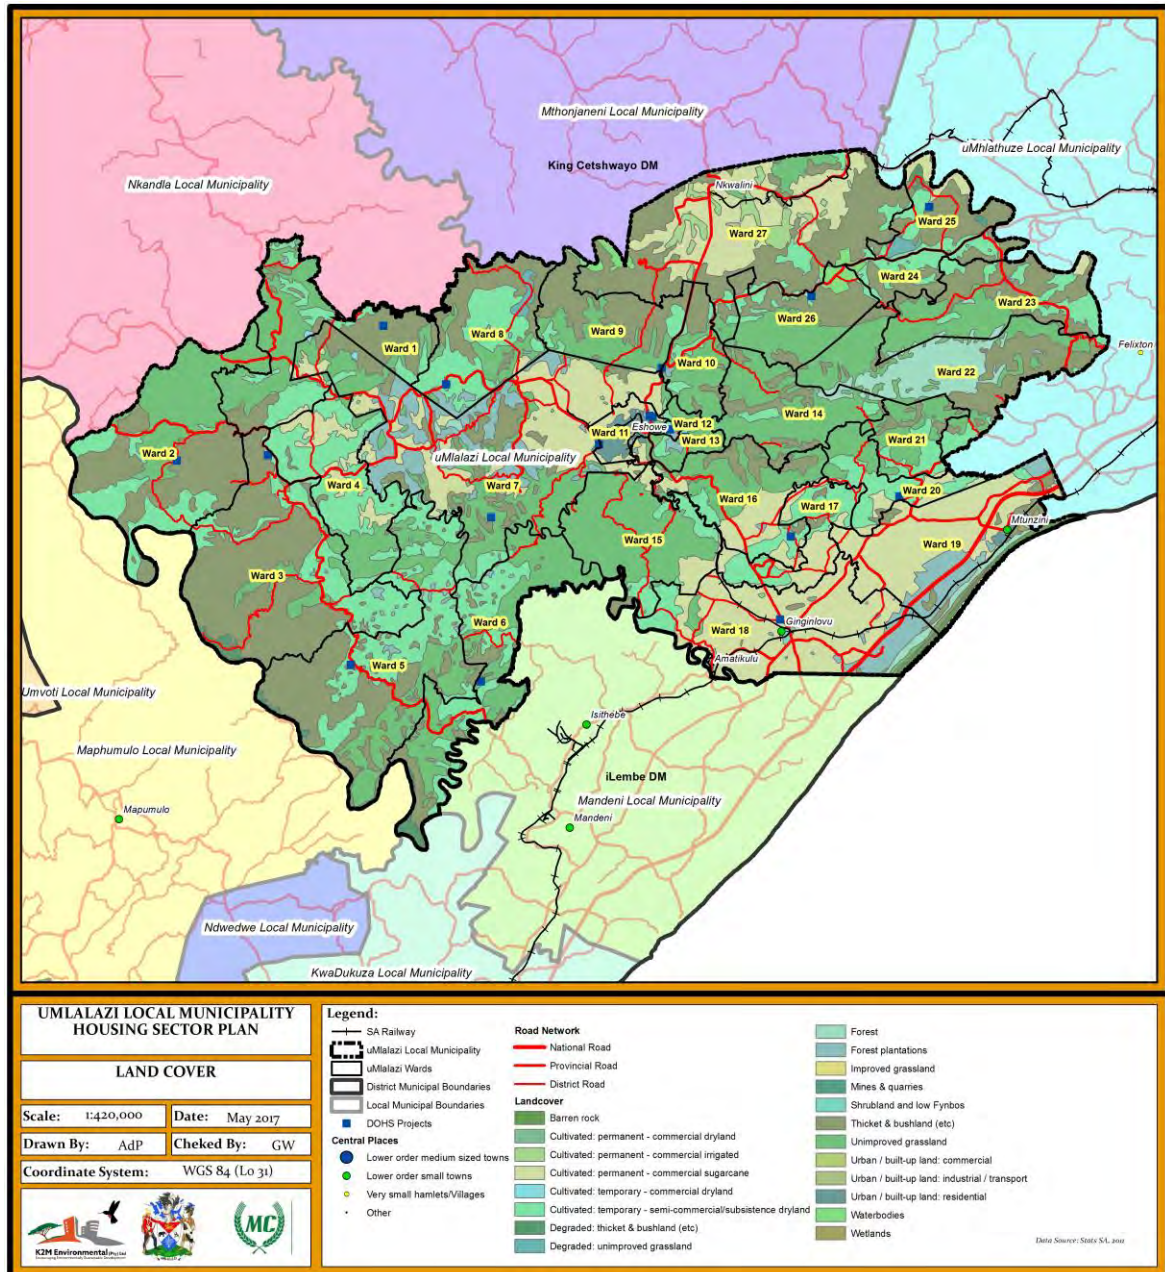 Mthonjaneni Local Municipality
uMhlathuze Local Municipality
King Cetshwayo DM
Nkandla Local Municipality
Nkwalini
Ward 25
Ward 27
Ward 24
Ward 23
Ward 26
Ward 8
Ward 9
Ward 1
Felixton
Ward 10
Ward 22
Ward 14
Ward 12
Eshowe
Ward 11
Ward 13
Ward 21
Ward 2
uMlalazi Local Municipality
Ward 4
Ward 7
Ward 20
Ward 16
Ward 17
Mtunzini
Ward 15
Ward 19
Ward 3
Ward 6
Ward 18
Ginginlovu
Amatikulu
Ward 5
Umvoti Local Municipality
Isithebe
Maphumulo Local Municipality
iLembe DM
Mandeni Local Municipality
Mapumulo
Mandeni
Ndwedwe Local Municipality
KwaDukuza Local Municipality
UMLALAZI LOCAL MUNICIPALITY
HOUSING SECTOR PLAN
LAND COVER
Scale: 1:420,000 Date: May 2017
Drawn By: AdP Cheked By: GW
Coordinate System: WGS 84 (Lo 31)
K2M Environmental (Pty) Ltd
MC
Legend:
SA Railway
uMlalazi Local Municipality
uMlalazi Wards
District Municipal Boundaries
Local Municipal Boundaries
DOHS Projects
Central Places
Lower order medium sized towns
Lower order small towns
Very small hamlets/Villages
Other
Road Network
National Road
Provincial Road
District Road
Landcover
Barren rock
Cultivated: permanent - commercial dryland
Cultivated: permanent - commercial irrigated
Cultivated: permanent - commercial sugarcane
Cultivated: temporary - commercial dryland
Cultivated: temporary - semi-commercial/subsistence dryland
Degraded: thicket & bushland (etc)
Degraded: unimproved grassland
Forest
Forest plantations
Improved grassland
Mines & quarries
Shrubland and low Fynbos
Thicket & bushland (etc)
Unimproved grassland
Urban / built-up land: commercial
Urban / built-up land: industrial / transport
Urban / built-up land: residential
Waterbodies
Wetlands
Data Source: Stats SA, 2011